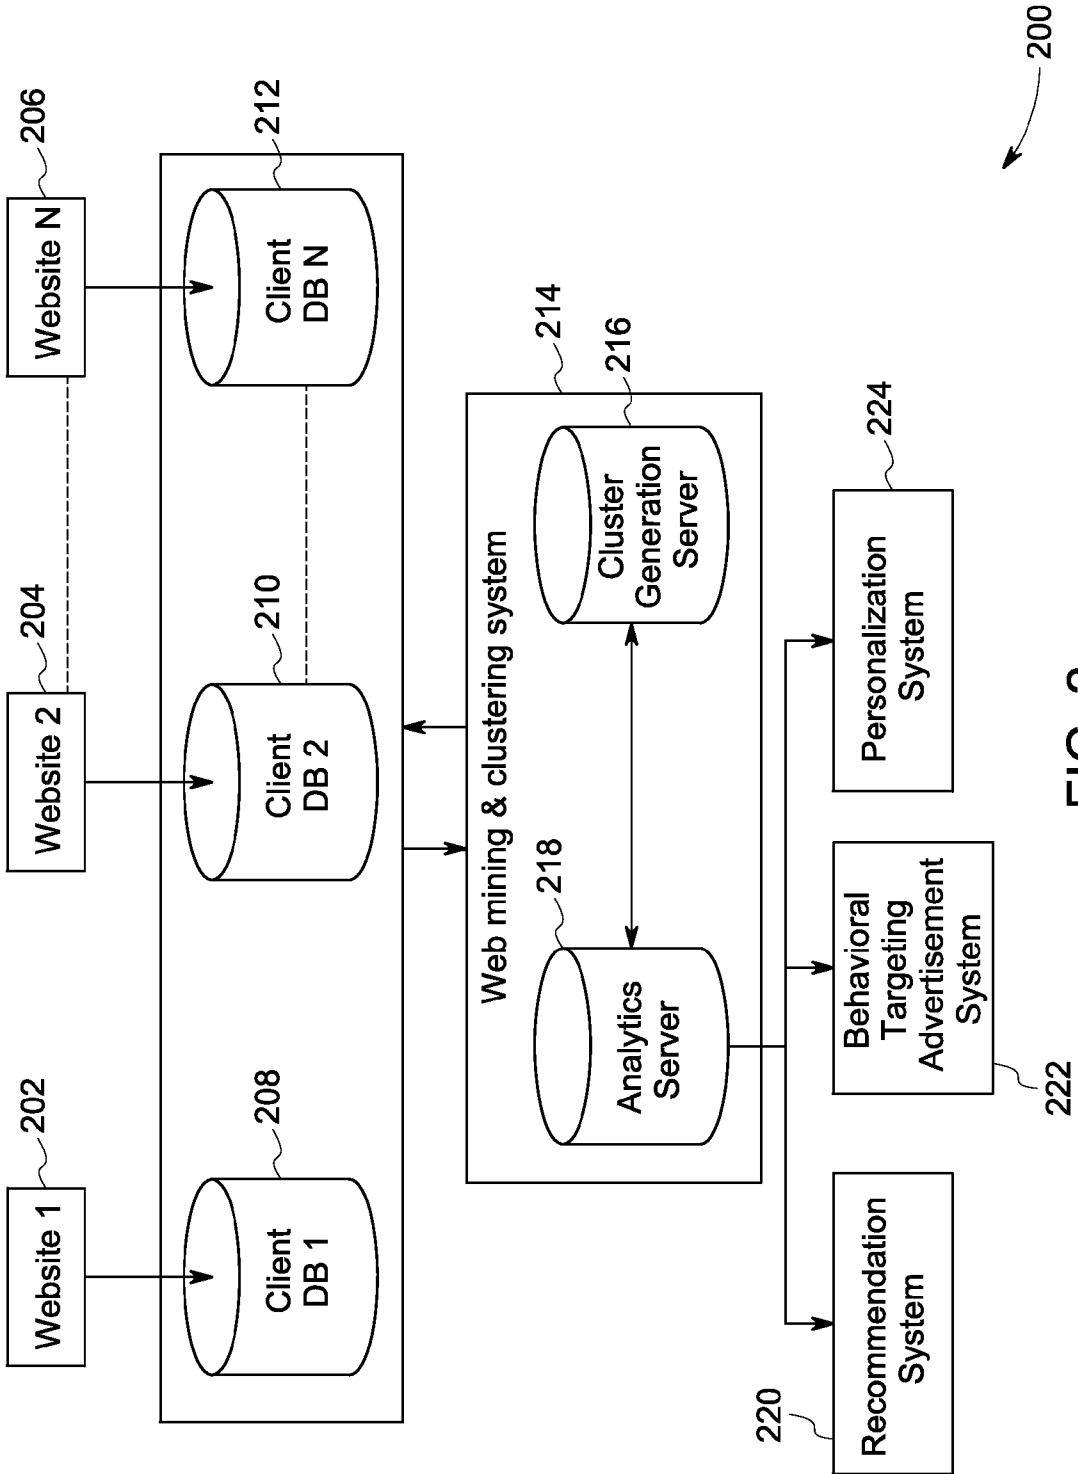 202
204
206
Website 1
Website 2
Website N
208
210
212
Client
DB 1
Client
DB 2
Client
DB N
214
Web mining & clustering system
218
216
Analytics
Server
Cluster
Generation
Server
220
224
Recommendation
System
Behavioral
Targeting
Advertisement
System
Personalization
System
222
200
FIG.